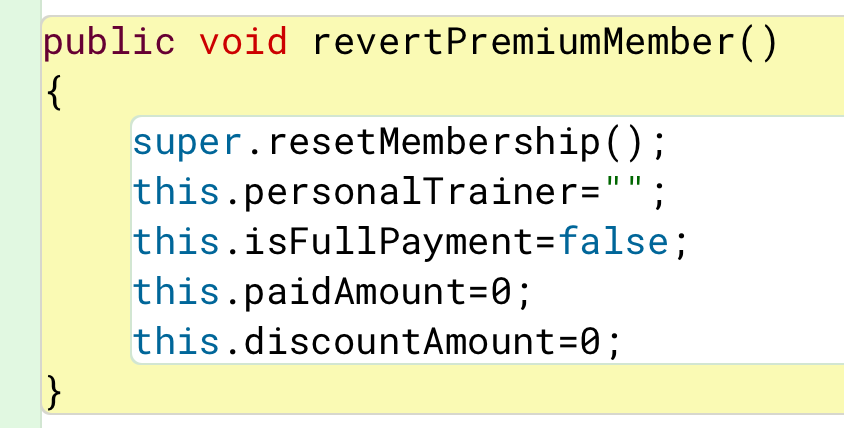 public void revertPremiumMember()
{
super.resetMembership();
this.personalTrainer="";
this.isFullPayment=false;
this.paidAmount=0;
this.discountAmount=0;
}